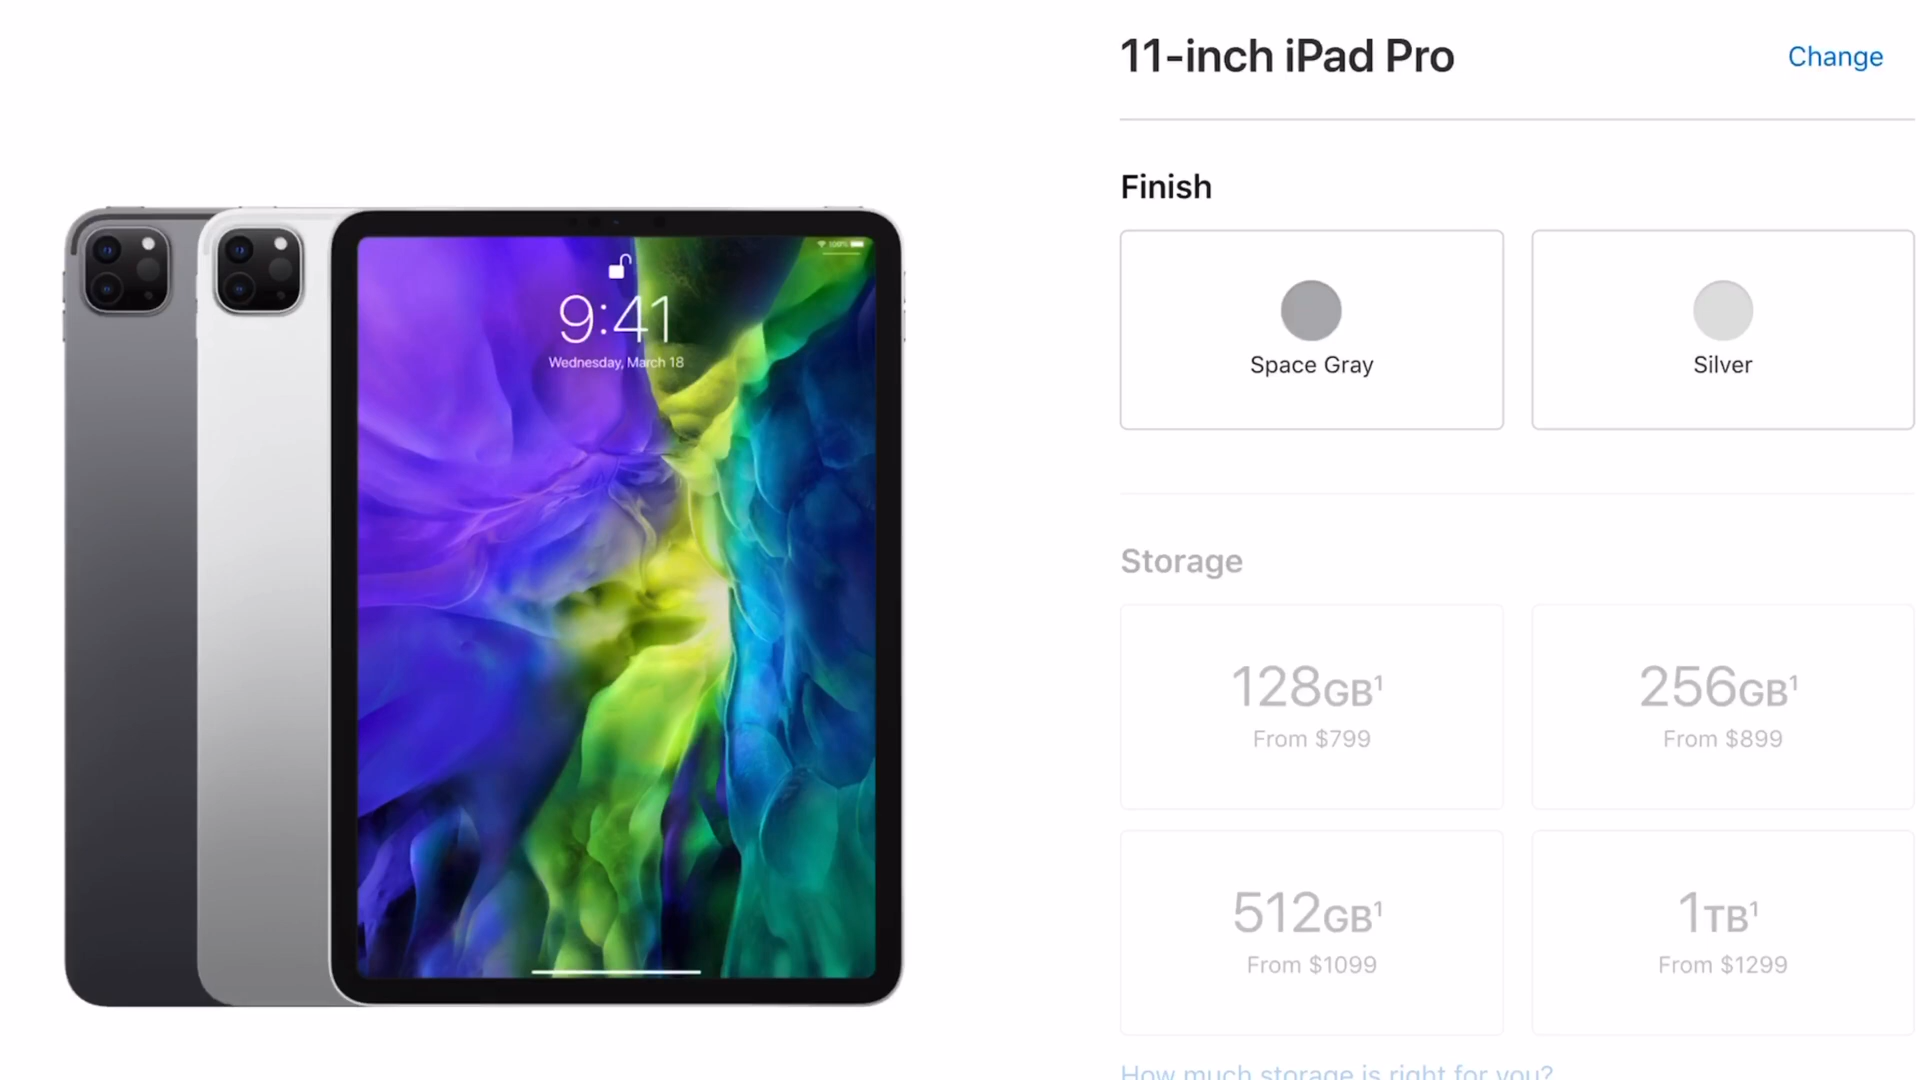 11-inch iPad Pro
Change
Finish
100%
9:41
Wednesday, March 18
Space Gray
Silver
Storage
128GB¹
From $799
256GB¹
From $899
512GB¹
From $1099
1TB¹
From $1299
How much storage is right for you?